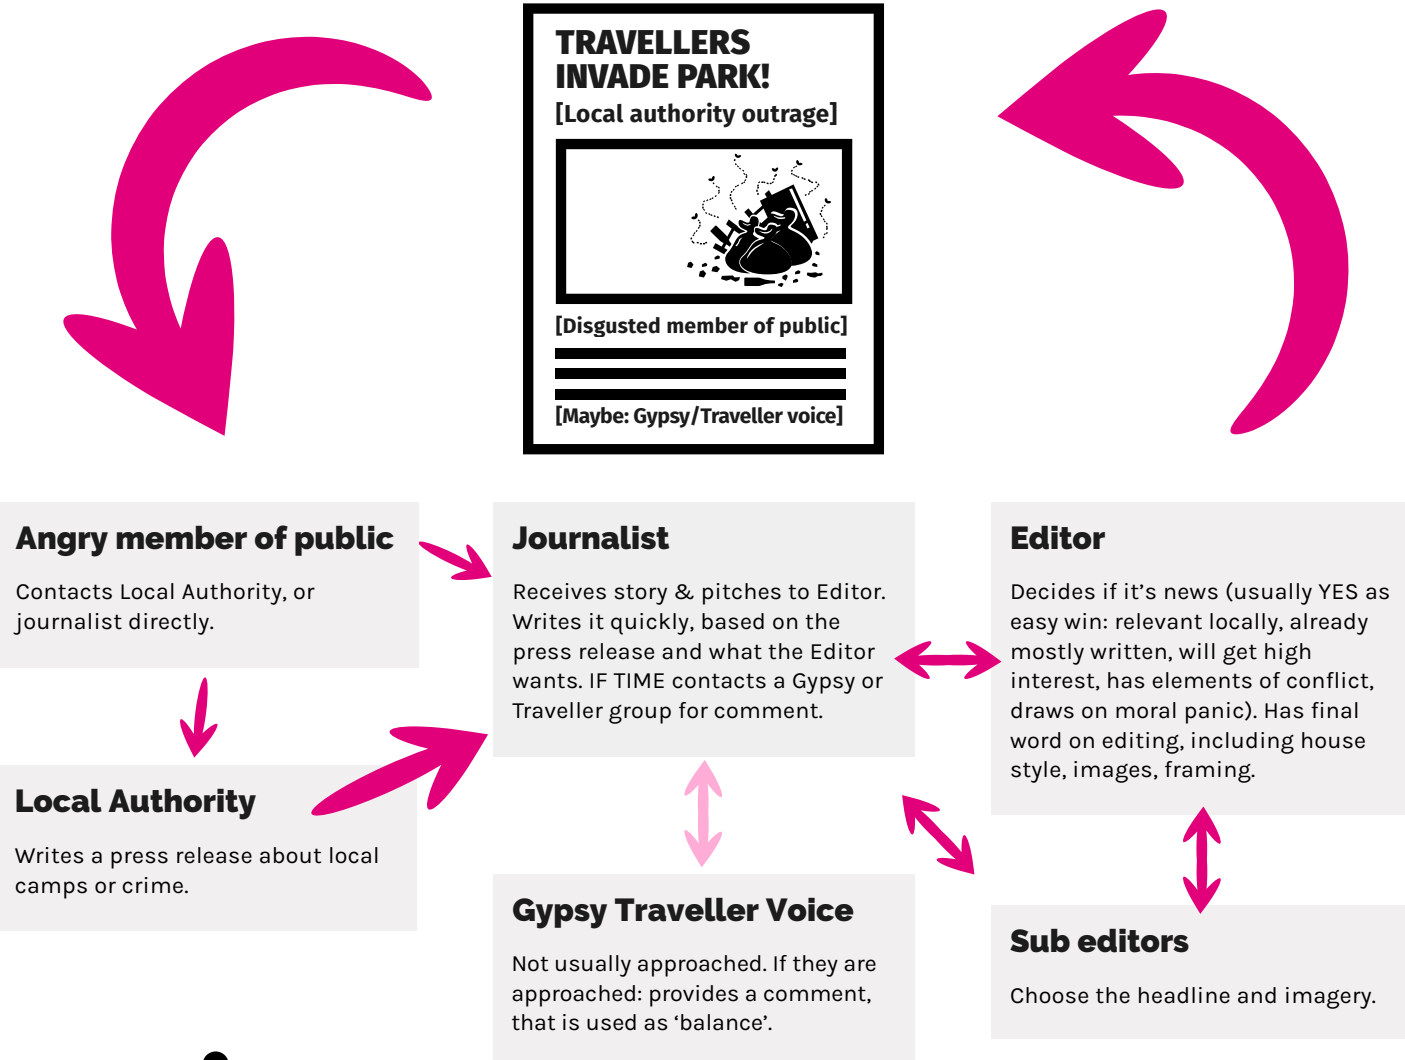 TRAVELLERS
INVADE PARK!
[Local authority outrage]
[Disgusted member of public]
[Maybe: Gypsy/Traveller voice]
Angry member of public
Contacts Local Authority, or
journalist directly.
Local Authority
Writes a press release about local
camps or crime.
Journalist
Receives story & pitches to Editor.
Writes it quickly, based on the
press release and what the Editor
wants. IF TIME contacts a Gypsy or
Traveller group for comment.
Gypsy Traveller Voice
Not usually approached. If they are
approached: provides a comment,
that is used as ‘balance’.
Editor
Decides if it’s news (usually YES as
easy win: relevant locally, already
mostly written, will get high
interest, has elements of conflict,
draws on moral panic). Has final
word on editing, including house
style, images, framing.
Sub editors
Choose the headline and imagery.